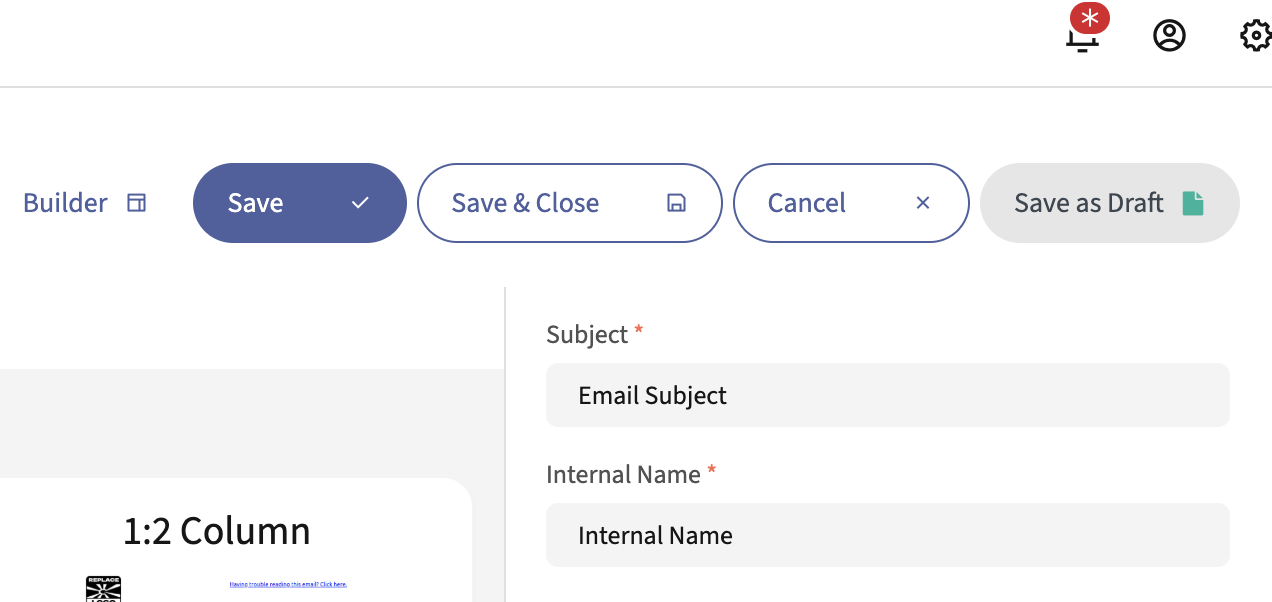 Builder
Save
Save & Close
Cancel
Save as Draft
Subject *
Email Subject
Internal Name *
Internal Name
1:2 Column
REPLACE
Having trouble reading this email? Click here.